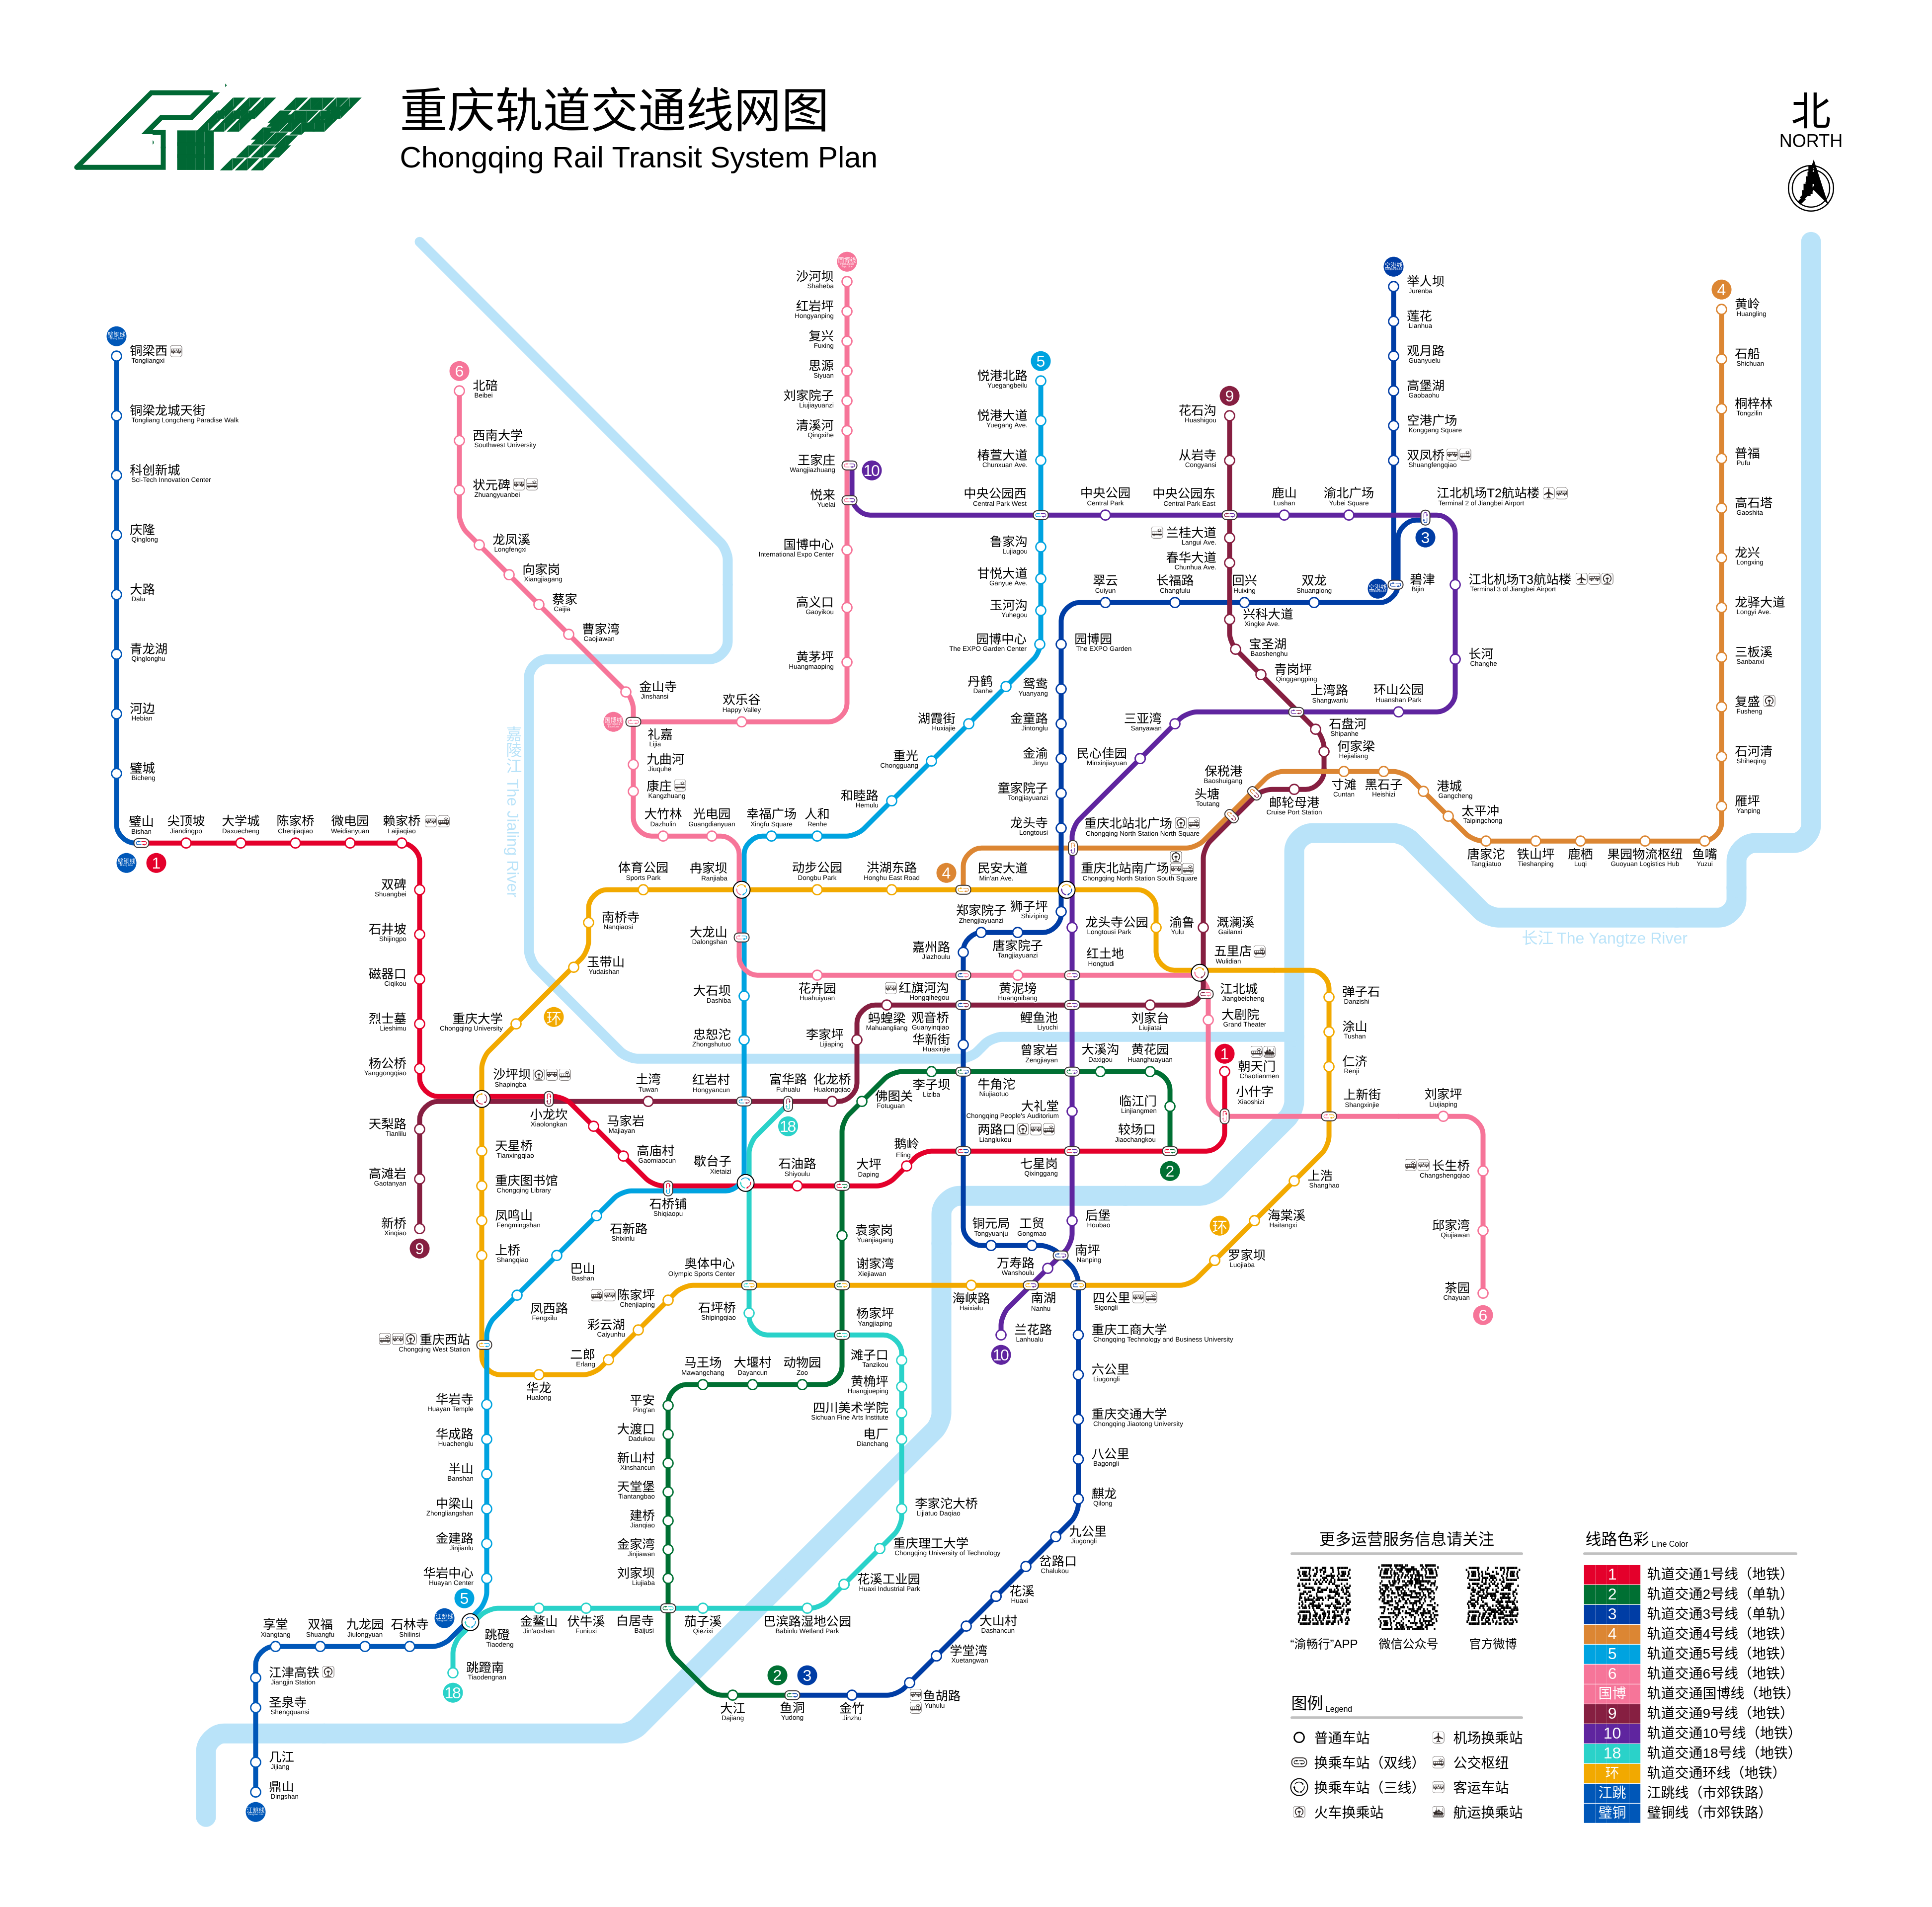 重庆轨道交通线网图
Chongqing Rail Transit System Plan
北
NORTH
铜梁西
Tongliangxi
铜梁龙城天街
Tongliang Longcheng Paradise Walk
科创新城
Sci-Tech Innovation Center
庆隆
Qinglong
大路
Dalu
青龙湖
Qinglonghu
河边
Hebian
璧城
Bicheng
璧山
Bishan
1
尖顶坡
Jiandingpo
大学城
Daxuecheng
陈家桥
Chenjiaqiao
微电园
Weidianyuan
赖家桥
Laijiaqiao
双碑
Shuangbei
石井坡
Shijingpo
磁器口
Ciqikou
烈士墓
Lieshimu
杨公桥
Yanggongqiao
沙坪坝
Shapingba
小龙坎
Xiaolongkan
马家岩
Majiayan
高庙村
Gaomiaocun
石桥铺
Shiqiaopu
歇台子
Xietaizi
石油路
Shiyoulu
大坪
Daping
鹅岭
Eling
两路口
Lianglukou
七星岗
Qixinggang
较场口
Jiaochangkou
小什字
Xiaoshizi
朝天门
Chaotianmen
1
6
北碚
Beibei
西南大学
Southwest University
状元碑
Zhuangyuanbei
龙凤溪
Longfengxi
向家岗
Xiangjiagang
蔡家
Caijia
曹家湾
Caojiawan
金山寺
Jinshansi
礼嘉
Lijia
九曲河
Jiuquhe
康庄
Kangzhuang
大竹林
Dazhulin
光电园
Guangdianyuan
冉家坝
Ranjiaba
大龙山
Dalongshan
花卉园
Huahuiyuan
黄泥塝
Huangnibang
红土地
Hongtudi
五里店
Wulidian
江北城
Jiangbeicheng
大剧院
Grand Theater
上新街
Shangxinjie
刘家坪
Liujiaping
长生桥
Changshengqiao
邱家湾
Qiujiawan
茶园
Chayuan
6
沙河坝
Shaheba
红岩坪
Hongyanping
复兴
Fuxing
思源
Siyuan
刘家院子
Liujiayuanzi
清溪河
Qingxihe
王家庄
Wangjiazhuang
悦来
Yuelai
国博中心
International Expo Center
高义口
Gaoyikou
黄茅坪
Huangmaoping
欢乐谷
Happy Valley
5
悦港北路
Yuegangbeilu
悦港大道
Yuegang Ave.
椿萱大道
Chunxuan Ave.
中央公园西
Central Park West
鲁家沟
Lujiagou
甘悦大道
Ganyue Ave.
玉河沟
Yuhegou
园博中心
The EXPO Garden Center
丹鹤
Danhe
湖霞街
Huxiajie
重光
Chongguang
和睦路
Hemulu
人和
Renhe
幸福广场
Xingfu Square
大石坝
Dashiba
忠恕沱
Zhongshutuo
红岩村
Hongyancun
石新路
Shixinlu
巴山
Bashan
凤西路
Fengxilu
重庆西站
Chongqing West Station
华岩寺
Huayan Temple
华成路
Huachenglu
半山
Banshan
中梁山
Zhongliangshan
金建路
Jinjianlu
华岩中心
Huayan Center
5
跳磴
Tiaodeng
10
中央公园
Central Park
中央公园东
Central Park East
鹿山
Lushan
渝北广场
Yubei Square
江北机场T2航站楼
Terminal 2 of Jiangbei Airport
江北机场T3航站楼
Terminal 3 of Jiangbei Airport
长河
Changhe
环山公园
Huanshan Park
上湾路
Shangwanlu
三亚湾
Sanyawan
民心佳园
Minxinjiayuan
重庆北站北广场
Chongqing North Station North Square
重庆北站南广场
Chongqing North Station South Square
龙头寺公园
Longtousi Park
鲤鱼池
Liyuchi
曾家岩
Zengjiayan
大礼堂
Chongqing People's Auditorium
后堡
Houbao
南坪
Nanping
万寿路
Wanshoulu
南湖
Nanhu
兰花路
Lanhualu
10
9
花石沟
Huashigou
从岩寺
Congyansi
兰桂大道
Langui Ave.
春华大道
Chunhua Ave.
兴科大道
Xingke Ave.
宝圣湖
Baoshenghu
青岗坪
Qinggangping
石盘河
Shipanhe
何家梁
Hejialiang
邮轮母港
Cruise Port Station
头塘
Toutang
保税港
Baoshuigang
溉澜溪
Gailanxi
刘家台
Liujiatai
观音桥
Guanyinqiao
红旗河沟
Hongqihegou
蚂蝗梁
Mahuangliang
李家坪
Lijiaping
化龙桥
Hualongqiao
富华路
Fuhualu
土湾
Tuwan
天梨路
Tianlilu
高滩岩
Gaotanyan
新桥
Xinqiao
9
举人坝
Jurenba
莲花
Lianhua
观月路
Guanyuelu
高堡湖
Gaobaohu
空港广场
Konggang Square
双凤桥
Shuangfengqiao
3
碧津
Bijin
双龙
Shuanglong
回兴
Huixing
长福路
Changfulu
翠云
Cuiyun
园博园
The EXPO Garden
鸳鸯
Yuanyang
金童路
Jintonglu
金渝
Jinyu
童家院子
Tongjiayuanzi
龙头寺
Longtousi
狮子坪
Shiziping
唐家院子
Tangjiayuanzi
郑家院子
Zhengjiayuanzi
嘉州路
Jiazhoulu
华新街
Huaxinjie
牛角沱
Niujiaotuo
铜元局
Tongyuanju
工贸
Gongmao
四公里
Sigongli
重庆工商大学
Chongqing Technology and Business University
六公里
Liugongli
重庆交通大学
Chongqing Jiaotong University
八公里
Bagongli
麒龙
Qilong
九公里
Jiugongli
岔路口
Chalukou
花溪
Huaxi
大山村
Dashancun
学堂湾
Xuetangwan
鱼胡路
Yuhulu
金竹
Jinzhu
鱼洞
Yudong
2
3
大江
Dajiang
4
黄岭
Huangling
石船
Shichuan
桐梓林
Tongzilin
普福
Pufu
高石塔
Gaoshita
龙兴
Longxing
龙驿大道
Longyi Ave.
三板溪
Sanbanxi
复盛
Fusheng
石河清
Shiheqing
雁坪
Yanping
鱼嘴
Yuzui
果园物流枢纽
Guoyuan Logistics Hub
鹿栖
Luqi
铁山坪
Tieshanping
唐家沱
Tangjiatuo
太平冲
Taipingchong
港城
Gangcheng
黑石子
Heishizi
寸滩
Cuntan
4
民安大道
Min'an Ave.
体育公园
Sports Park
动步公园
Dongbu Park
洪湖东路
Honghu East Road
渝鲁
Yulu
弹子石
Danzishi
涂山
Tushan
仁济
Renji
上浩
Shanghao
海棠溪
Haitangxi
罗家坝
Luojiaba
环
海峡路
Haixialu
谢家湾
Xiejiawan
奥体中心
Olympic Sports Center
陈家坪
Chenjiaping
彩云湖
Caiyunhu
二郎
Erlang
华龙
Hualong
上桥
Shangqiao
凤鸣山
Fengmingshan
重庆图书馆
Chongqing Library
天星桥
Tianxingqiao
重庆大学
Chongqing University
环
玉带山
Yudaishan
南桥寺
Nanqiaosi
临江门
Linjiangmen
2
黄花园
Huanghuayuan
大溪沟
Daxigou
李子坝
Liziba
佛图关
Fotuguan
袁家岗
Yuanjiagang
杨家坪
Yangjiaping
动物园
Zoo
大堰村
Dayancun
马王场
Mawangchang
平安
Ping'an
大渡口
Dadukou
新山村
Xinshancun
天堂堡
Tiantangbao
建桥
Jianqiao
金家湾
Jinjiawan
刘家坝
Liujiaba
白居寺
Baijusi
18
石坪桥
Shipingqiao
滩子口
Tanzikou
黄桷坪
Huangjueping
四川美术学院
Sichuan Fine Arts Institute
电厂
Dianchang
李家沱大桥
Lijiatuo Daqiao
重庆理工大学
Chongqing University of Technology
花溪工业园
Huaxi Industrial Park
巴滨路湿地公园
Babinlu Wetland Park
茄子溪
Qiezixi
伏牛溪
Funiuxi
金鳌山
Jin'aoshan
跳蹬南
Tiaodengnan
18
石林寺
Shilinsi
九龙园
Jiulongyuan
双福
Shuangfu
享堂
Xiangtang
江津高铁
Jiangjin Station
圣泉寺
Shengquansi
几江
Jijiang
鼎山
Dingshan
嘉陵江 The Jialing River
长江 The Yangtze River
更多运营服务信息请关注
“渝畅行”APP
微信公众号
官方微博
图例 Legend
普通车站
换乘车站（双线）
换乘车站（三线）
火车换乘站
机场换乘站
公交枢纽
客运车站
航运换乘站
线路色彩 Line Color
1 轨道交通1号线（地铁）
2 轨道交通2号线（单轨）
3 轨道交通3号线（单轨）
4 轨道交通4号线（地铁）
5 轨道交通5号线（地铁）
6 轨道交通6号线（地铁）
国博 轨道交通国博线（地铁）
9 轨道交通9号线（地铁）
10 轨道交通10号线（地铁）
18 轨道交通18号线（地铁）
环 轨道交通环线（地铁）
江跳 江跳线（市郊铁路）
璧铜 璧铜线（市郊铁路）